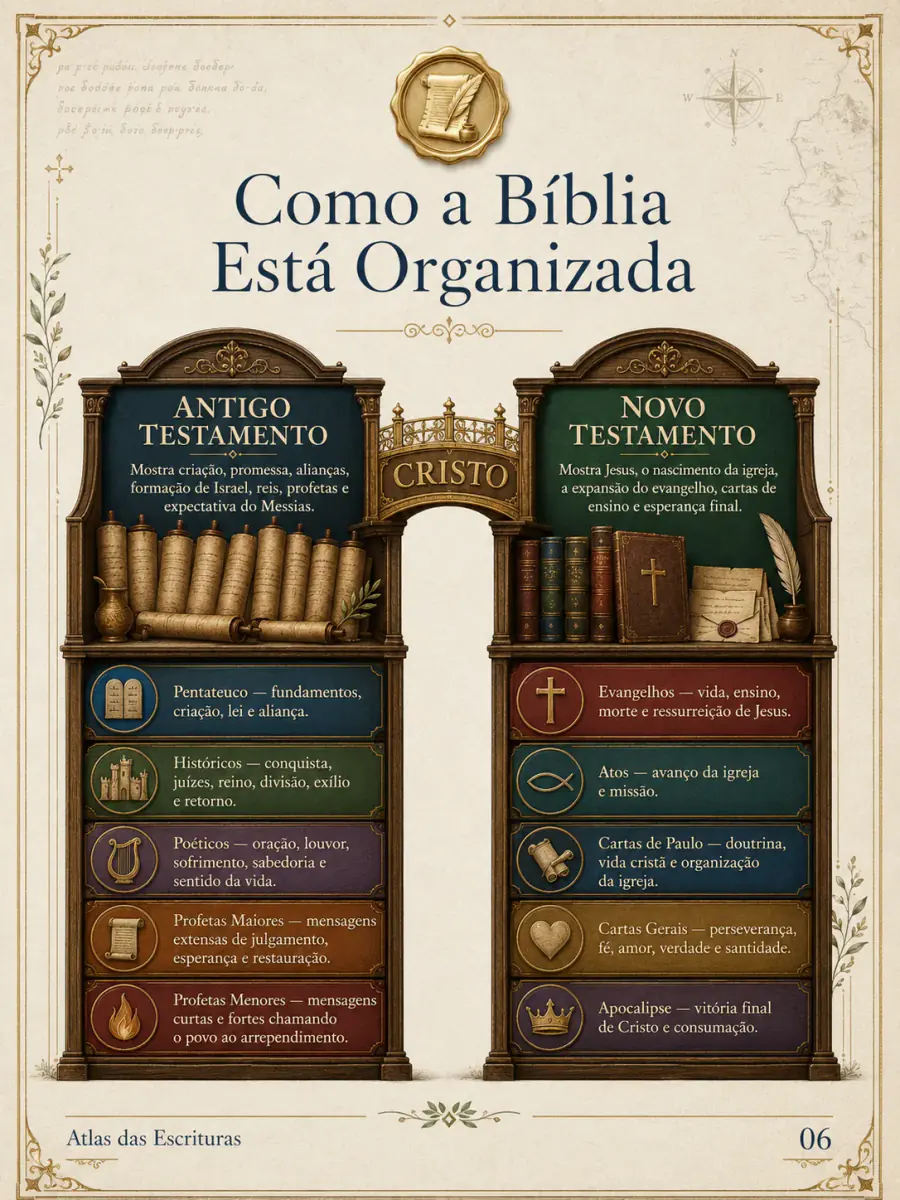 N
W
E
S
Como a Bíblia
Está Organizada
ANTIGO
TESTAMENTO
Mostra criação, promessa, alianças,
formação de Israel, reis, profetas e
expectativa do Messias.
CRISTO
NOVO
TESTAMENTO
Mostra Jesus, o nascimento da igreja,
a expansão do evangelho, cartas de
ensino e esperança final.
Pentateuco — fundamentos,
criação, lei e aliança.
Históricos — conquista,
juízes, reino, divisão, exílio
e retorno.
Poéticos — oração, louvor,
sofrimento, sabedoria e
sentido da vida.
Profetas Maiores — mensagens
extensas de julgamento,
esperança e restauração.
Profetas Menores — mensagens
curtas e fortes chamando
o povo ao arrependimento.
Evangelhos — vida, ensino,
morte e ressurreição de Jesus.
Atos — avanço da igreja
e missão.
Cartas de Paulo — doutrina,
vida cristã e organização
da igreja.
Cartas Gerais — perseverança,
fé, amor, verdade e santidade.
Apocalipse — vitória final
de Cristo e consumação.
Atlas das Escrituras
06